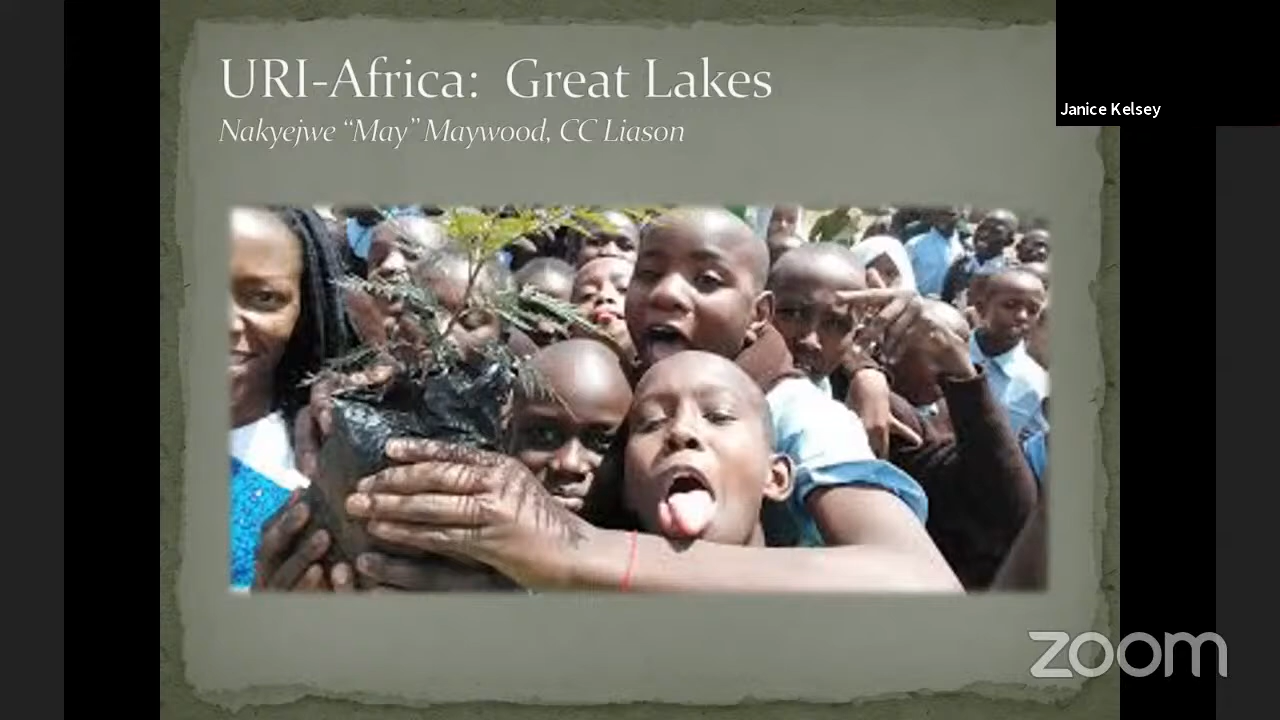 URI-Africa: Great Lakes
Nakyejwe “May” Maywood, CC Liason
Janice Kelsey
zoom